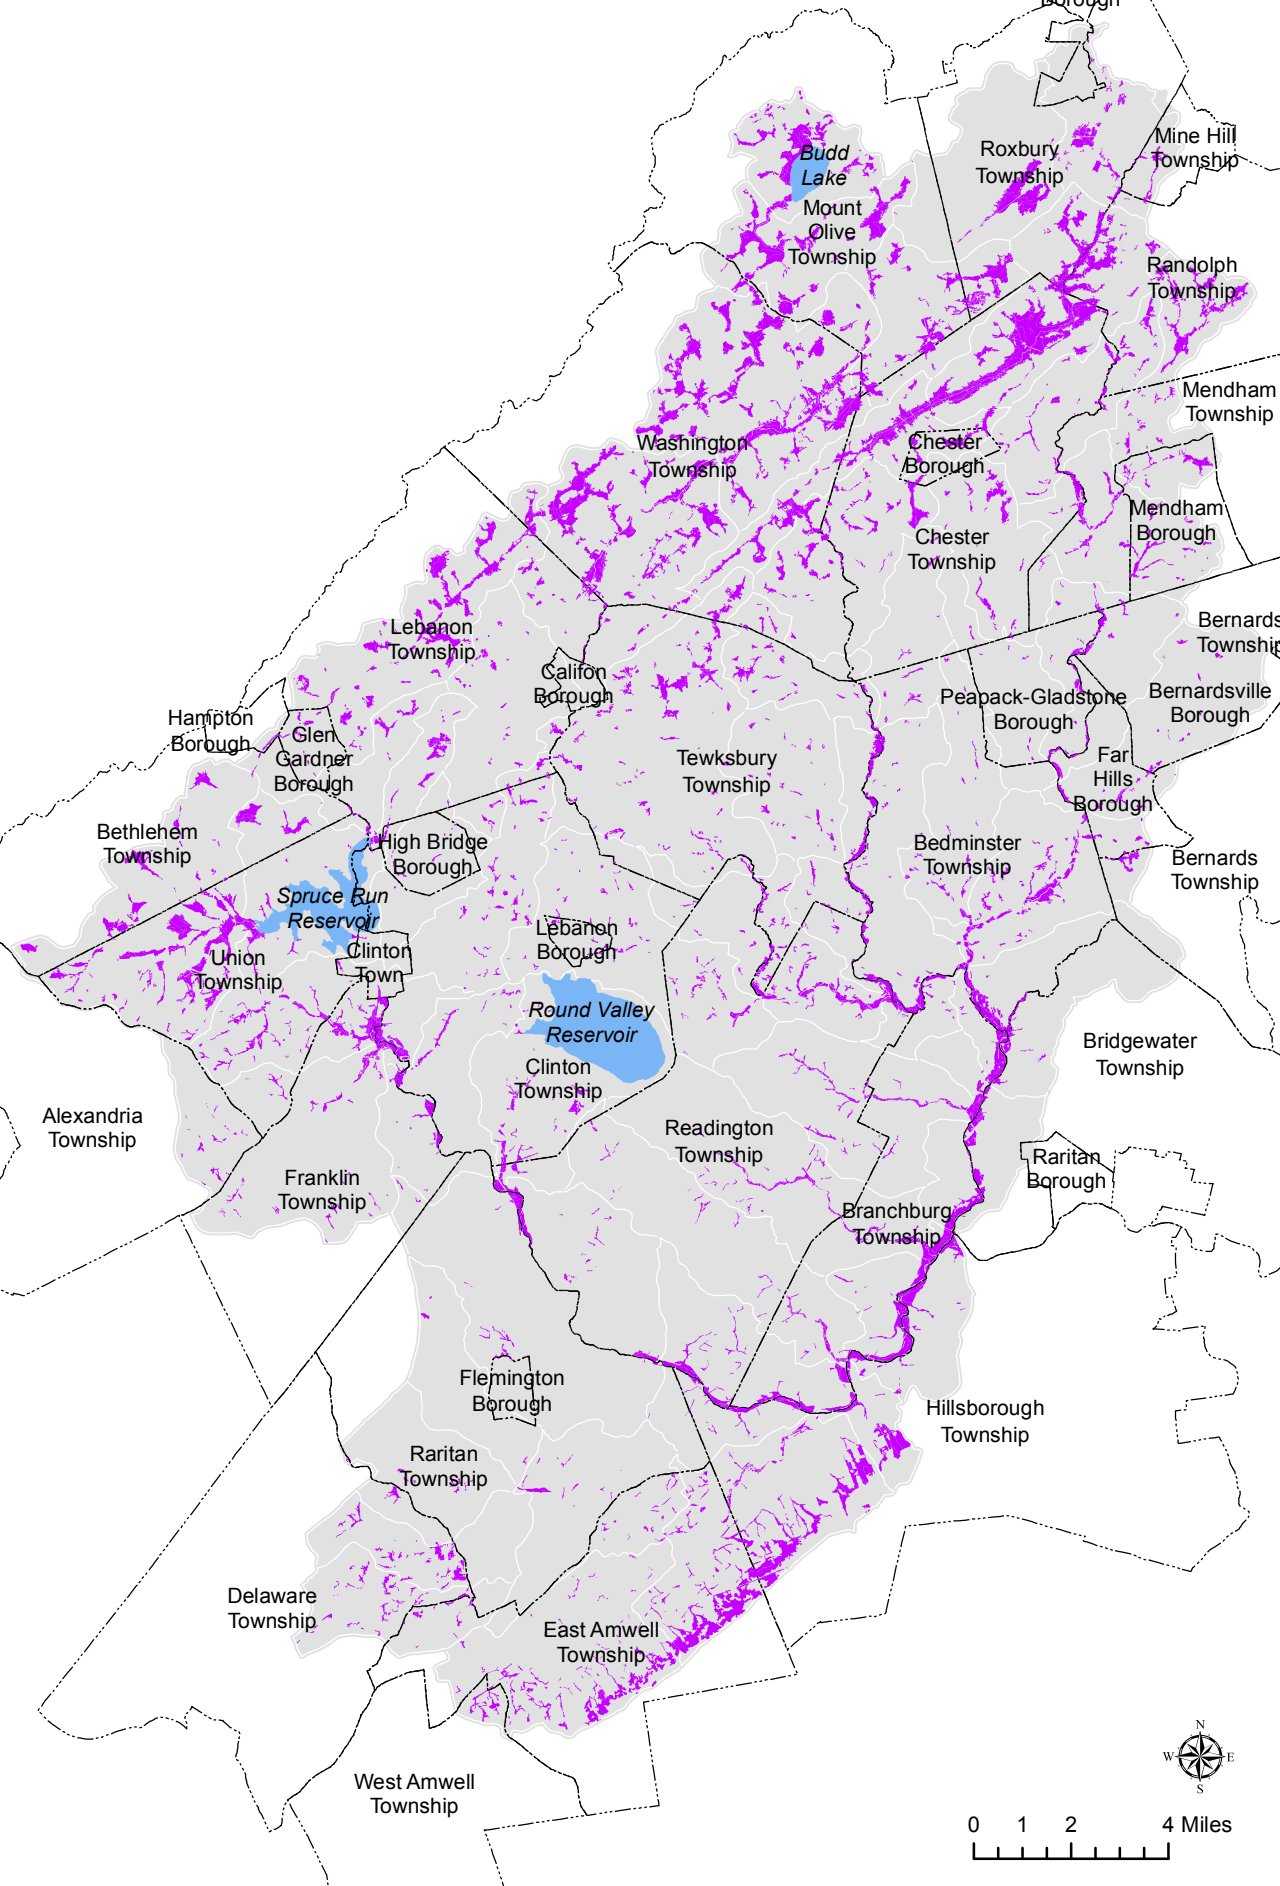 Borough
Mine Hill
Township
Roxbury
Township
Budd
Lake
Mount
Olive
Township
Randolph
Township
Mendham
Township
Washington
Township
Chester
Borough
Mendham
Borough
Chester
Township
Lebanon
Township
Bernards
Township
Califon
Borough
Peapack-Gladstone
Borough
Bernardsville
Borough
Hampton
Borough
Glen
Gardner
Borough
Tewksbury
Township
Far
Hills
Borough
Bethlehem
Township
High Bridge
Borough
Bedminster
Township
Bernards
Township
Spruce Run
Reservoir
Lebanon
Borough
Clinton
Town
Union
Township
Round Valley
Reservoir
Bridgewater
Township
Clinton
Township
Alexandria
Township
Readington
Township
Raritan
Borough
Franklin
Township
Branchburg
Township
Flemington
Borough
Hillsborough
Township
Raritan
Township
Delaware
Township
East Amwell
Township
West Amwell
Township
N
W E
S
0 1 2 4 Miles